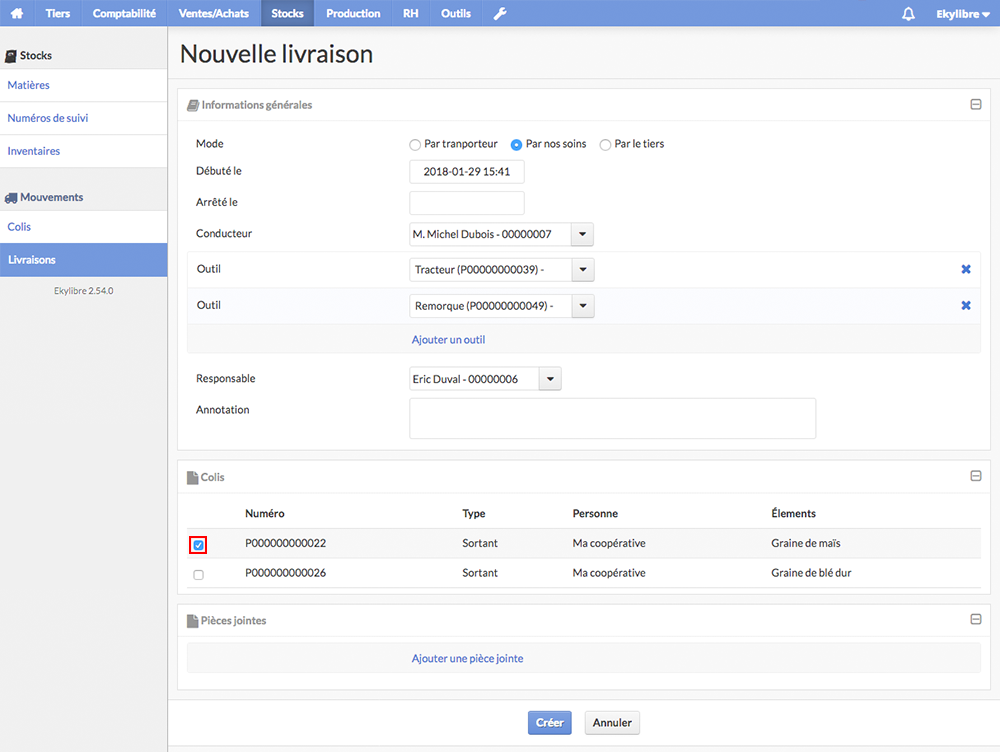 Tiers Comptabilité Ventes/Achats Stocks Production RH Outils Ekylibre
Stocks
Matières
Numéros de suivi
Inventaires
Mouvements
Colis
Livraisons
Ekylibre 2.54.0
Nouvelle livraison
Informations générales
Mode Par tranporteur Par nos soins Par le tiers
Débuté le 2018-01-29 15:41
Arrêté le
Conducteur M. Michel Dubois - 00000007
Outil Tracteur (P00000000039) -
Outil Remorque (P00000000049) -
Ajouter un outil
Responsable Eric Duval - 00000006
Annotation
Colis
Numéro Type Personne Élements
P000000000022 Sortant Ma coopérative Graine de maïs
P000000000026 Sortant Ma coopérative Graine de blé dur
Pièces jointes
Ajouter une pièce jointe
Créer Annuler